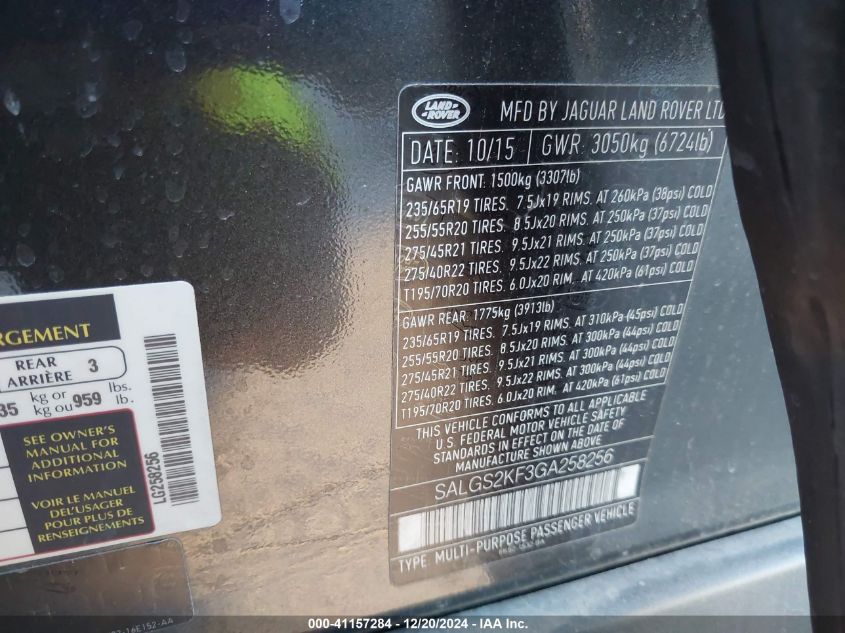 LAND ROVER
MFD BY JAGUAR LAND ROVER LTD
DATE: 10/15 GWR: 3050kg (6724lb)
GAWR FRONT: 1500kg (3307lb)
235/65R19 TIRES. 7.5Jx19 RIMS. AT 260kPa (38psi) COLD
255/55R20 TIRES. 8.5Jx20 RIMS. AT 250kPa (37psi) COLD
275/45R21 TIRES. 9.5Jx21 RIMS. AT 250kPa (37psi) COLD
275/40R22 TIRES. 9.5Jx22 RIMS. AT 250kPa (37psi) COLD
T195/70R20 TIRES. 6.0Jx20 RIM. AT 420kPa (61psi) COLD
GAWR REAR: 1775kg (3913lb)
235/65R19 TIRES. 7.5Jx19 RIMS. AT 310kPa (45psi) COLD
255/55R20 TIRES. 8.5Jx20 RIMS. AT 300kPa (44psi) COLD
275/45R21 TIRES. 9.5Jx21 RIMS. AT 300kPa (44psi) COLD
275/40R22 TIRES. 9.5Jx22 RIMS. AT 300kPa (44psi) COLD
T195/70R20 TIRES. 6.0Jx20 RIM. AT 420kPa (61psi) COLD
THIS VEHICLE CONFORMS TO ALL APPLICABLE
U.S. FEDERAL MOTOR VEHICLE SAFETY
STANDARDS IN EFFECT ON THE DATE OF
MANUFACTURE SHOWN ABOVE
SALGS2KF3GA258256
TYPE: MULTI-PURPOSE PASSENGER VEHICLE
RGEMENT
REAR 3
ARRIÈRE
35 kg or 959 lbs.
kg ou lb.
SEE OWNER'S
MANUAL FOR
ADDITIONAL
INFORMATION
VOIR LE MANUEL
DE L'USAGER
POUR PLUS DE
RENSEIGNEMENTS
LG258256
16E152-AA
000-41157284 - 12/20/2024 - IAA Inc.